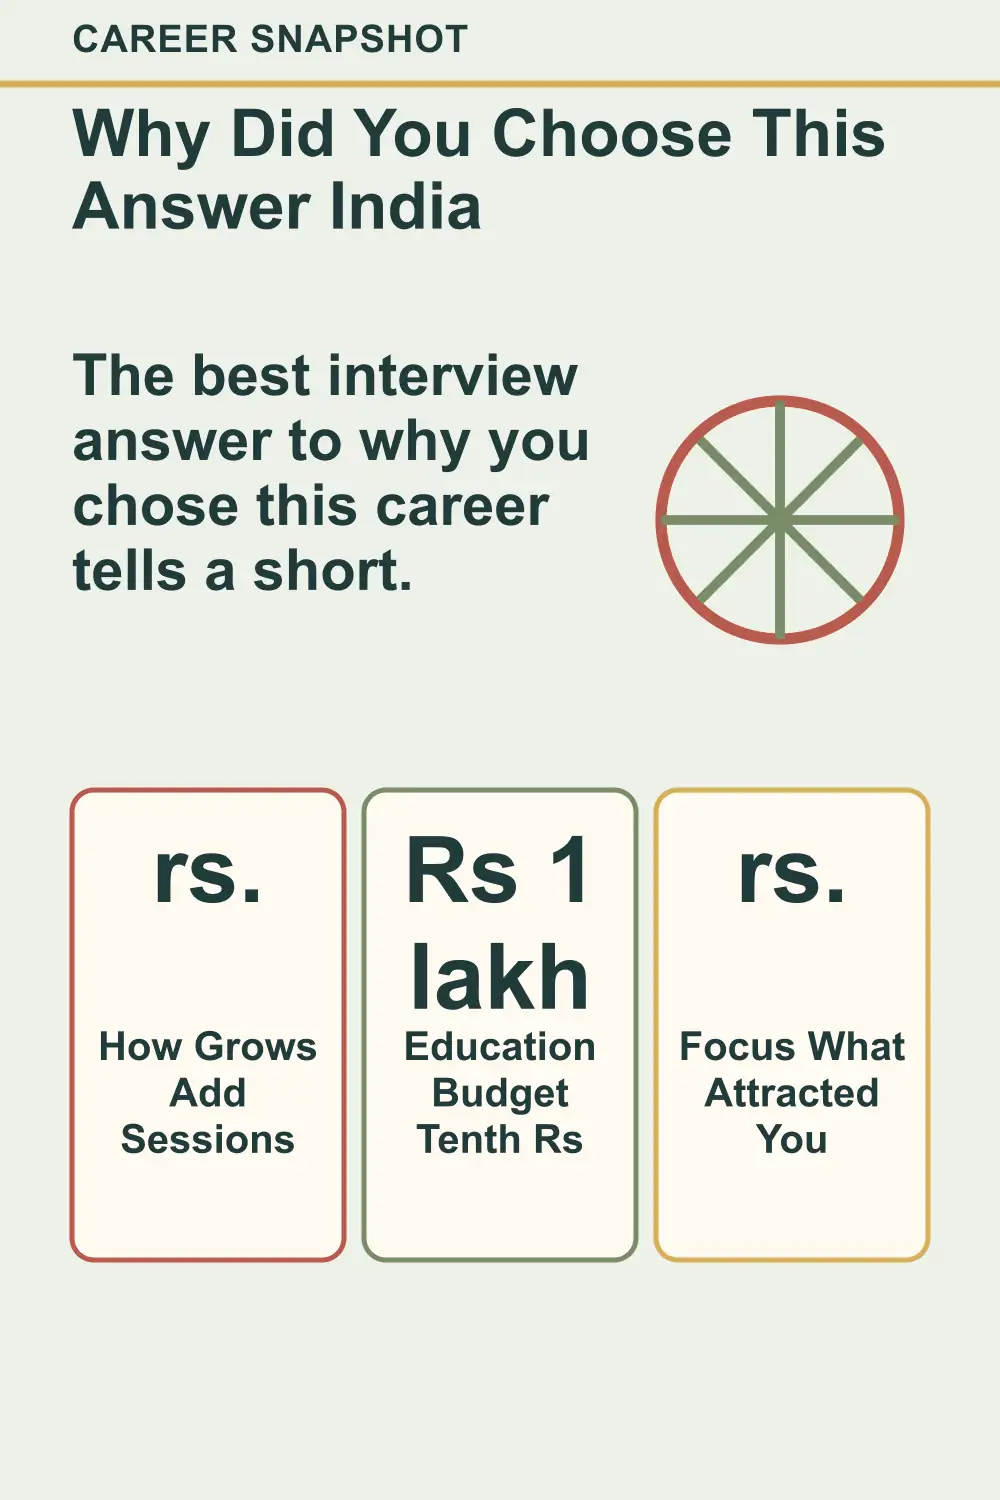 CAREER SNAPSHOT
Why Did You Choose This
Answer India
The best interview
answer to why you
chose this career
tells a short.
rs.
How Grows
Add
Sessions
Rs 1
lakh
Education
Budget
Tenth Rs
rs.
Focus What
Attracted
You